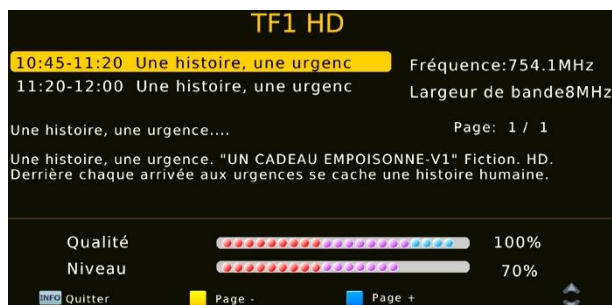 TF1 HD
10:45-11:20 Une histoire, une urgenc
Fréquence:754.1MHz
11:20-12:00 Une histoire, une urgenc
Largeur de bande8MHz
Une histoire, une urgence....
Page: 1 / 1
Une histoire, une urgence. "UN CADEAU EMPOISONNE-V1" Fiction. HD.
Derrière chaque arrivée aux urgences se cache une histoire humaine.
Qualité 100%
Niveau 70%
INFO Quitter Page - Page +